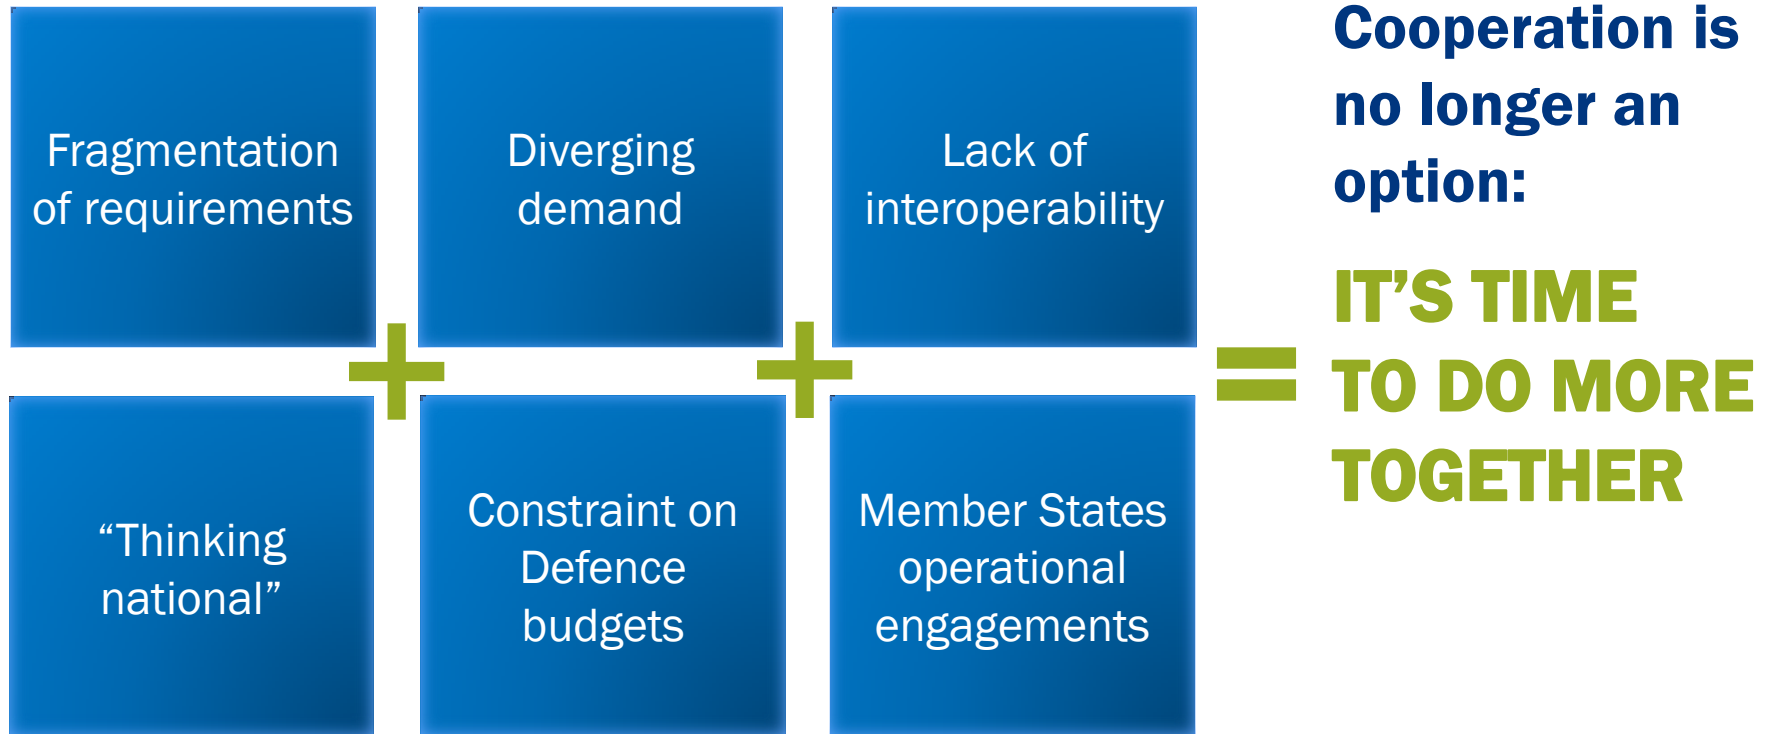 Fragmentation
of requirements
Diverging
demand
Lack of
interoperability
“Thinking
national”
Constraint on
Defence
budgets
Member States
operational
engagements
+
+
=
Cooperation is
no longer an
option:
IT’S TIME
TO DO MORE
TOGETHER